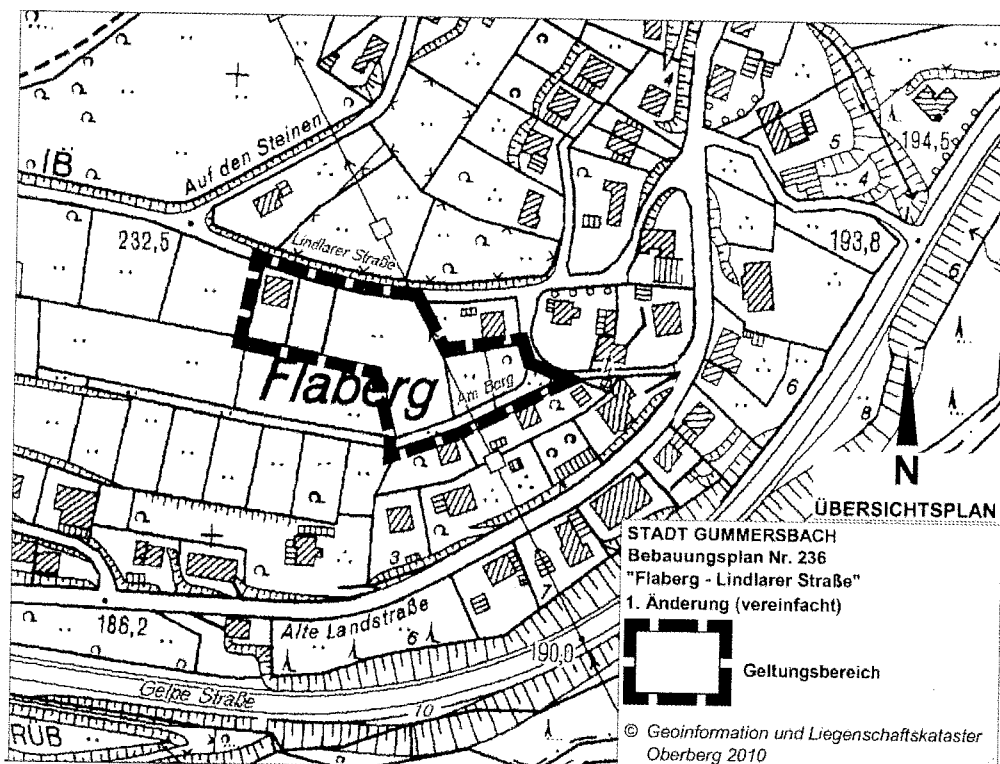 Auf den Steinen
IB
194,5
5
4
232,5
Lindlarer Straße
193,8
6
Flaberg
Am Berg
6
8
N
ÜBERSICHTSPLAN
STADT GUMMERSBACH
Bebauungsplan Nr. 236
"Flaberg - Lindlarer Straße"
1. Änderung (vereinfacht)
Geltungsbereich
© Geoinformation und Liegenschaftskataster
Oberberg 2010
3
186,2
Alte Landstraße
6
7
190,0
Gelpe Straße
10
RÜB